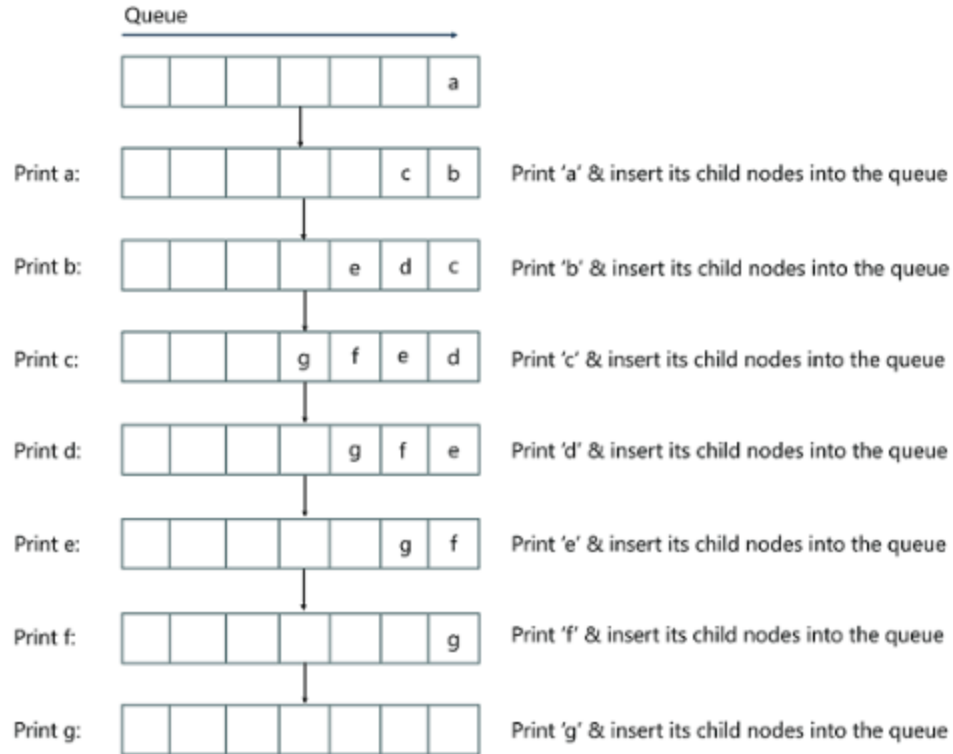 Queue
a
Print a: c b Print 'a' & insert its child nodes into the queue
Print b: e d c Print 'b' & insert its child nodes into the queue
Print c: g f e d Print 'c' & insert its child nodes into the queue
Print d: g f e Print 'd' & insert its child nodes into the queue
Print e: g f Print 'e' & insert its child nodes into the queue
Print f: g Print 'f' & insert its child nodes into the queue
Print g: Print 'g' & insert its child nodes into the queue